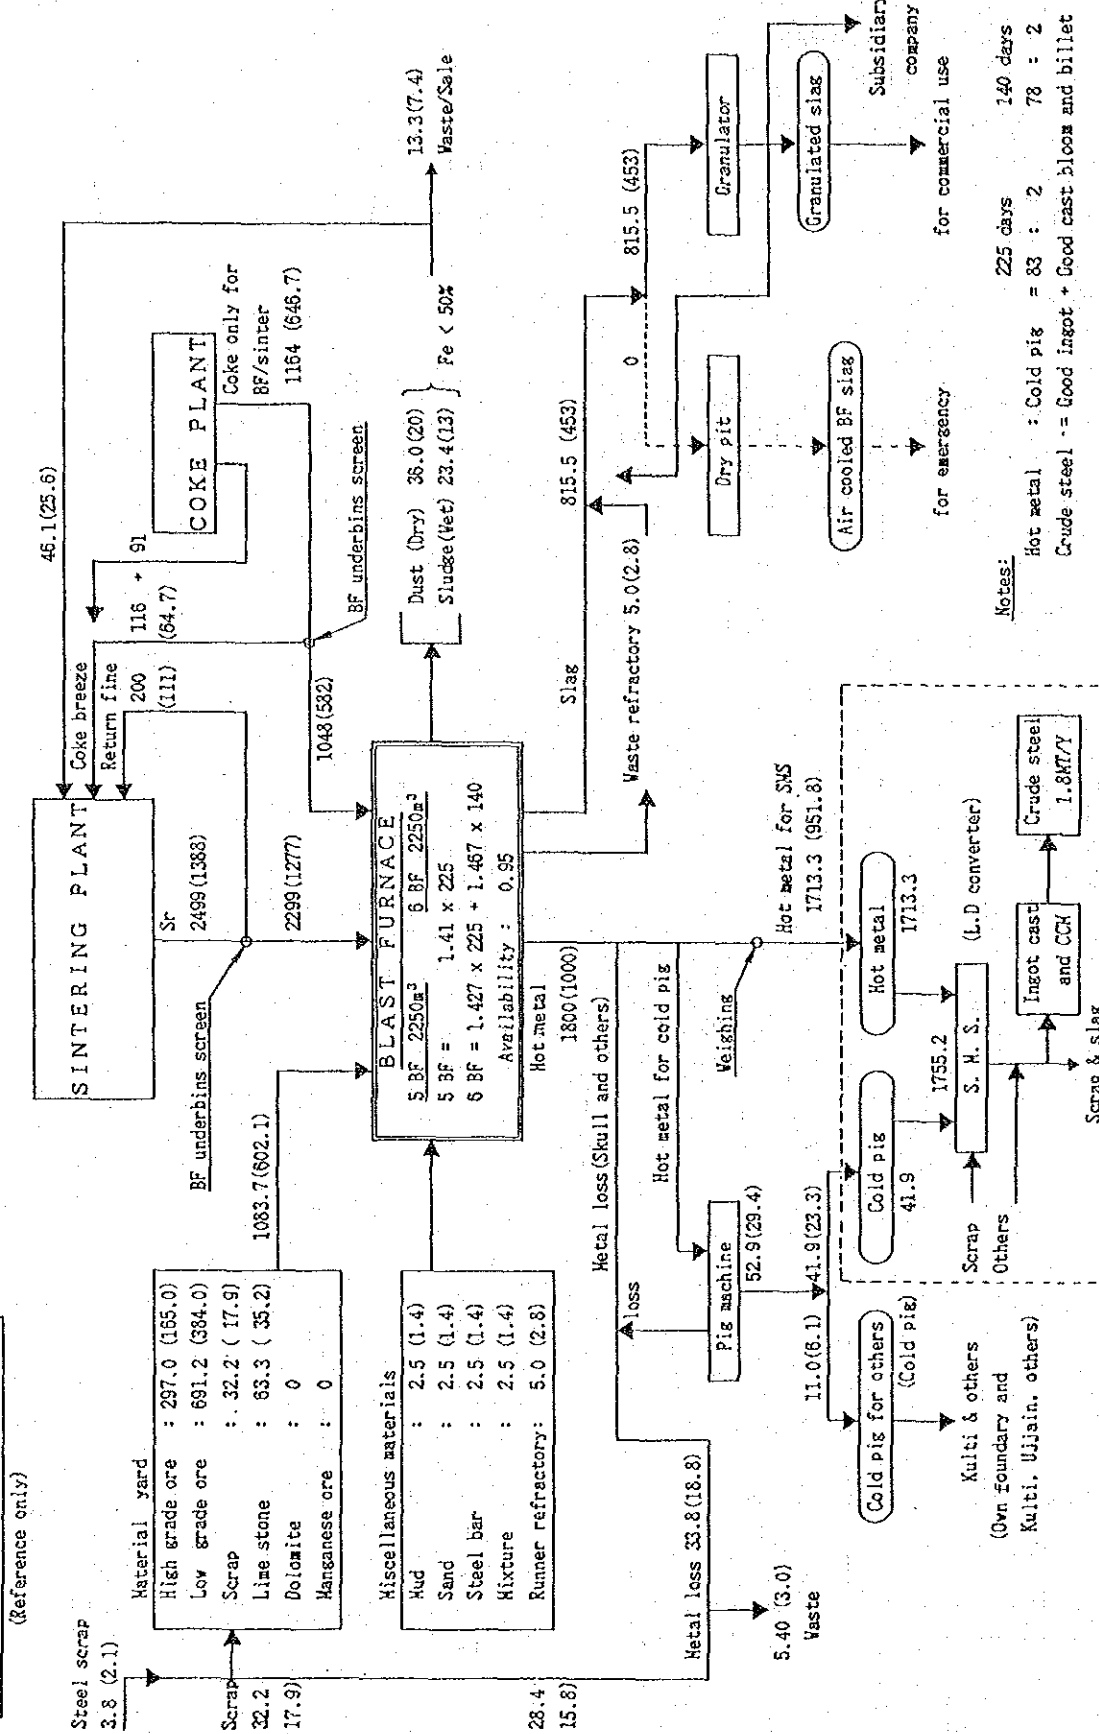 (Reference only)
Steel scrap
3.8 (2.1)
Scrap
32.2
17.9)
28.4
15.8)
Material yard
High grade ore : 297.0 (165.0)
Low grade ore : 691.2 (384.0)
Scrap : 32.2 ( 17.9)
Lime stone : 63.3 ( 35.2)
Dolomite : 0
Manganese ore : 0
Miscellaneous materials
Mud : 2.5 (1.4)
Sand : 2.5 (1.4)
Steel bar : 2.5 (1.4)
Mixture : 2.5 (1.4)
Runner refractory: 5.0 (2.8)
1083.7(602.1)
SINTERING PLANT
Sr
2499(1388)
BF underbins screen
2299(1277)
46.1(25.6)
Coke breeze
Return fine
200
(111)
116 + 91
(64.7)
COKE PLANT
Coke only for
BF/sinter
1164 (646.7)
BF underbins screen
1048(582)
BLAST FURNACE
5 BF 2250m³ 6 BF 2250m³
5 BF = 1.41 x 225
6 BF = 1.427 x 225 + 1.467 x 140
Availability : 0.95
Dust (Dry) 36.0(20)
Sludge(Wet) 23.4(13)
Fe < 50%
13.3(7.4)
Waste/Sale
Hot metal
1800(1000)
Slag
815.5 (453)
Waste refractory 5.0(2.8)
0
815.5 (453)
Dry pit
Granulator
Air cooled BF slag
Granulated slag
for emergency
for commercial use
Subsidiary
company
Metal loss(Skull and others)
Hot metal for cold pig
loss
Pig machine
52.9(29.4)
11.0(6.1)
41.9(23.3)
Weighing
Hot metal for SMS
1713.3 (951.8)
Metal loss 33.8(18.8)
5.40 (3.0)
Waste
Cold pig for others
(Cold pig)
Kulti & others
(Own foundary and
Kulti, Ujjain. others)
Cold pig
41.9
Hot metal
1713.3
1755.2
Scrap
Others
S. M. S.
(L.D converter)
Ingot cast
and CCM
Crude steel
1.8MT/Y
Scrap & slag
Notes:
225 days 140 days
Hot metal : Cold pig = 83 : 2 78 : 2
Crude steel := Good ingot + Good cast bloom and billet